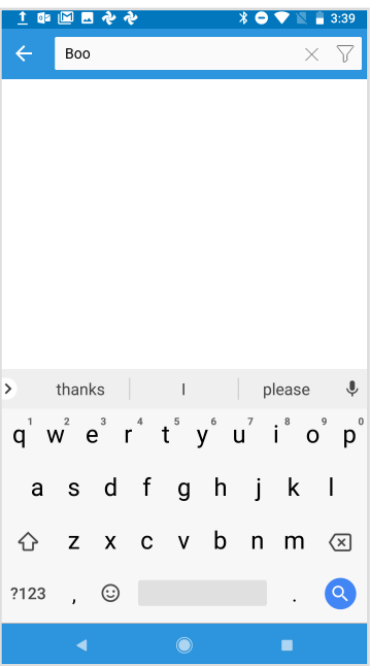 3:39
Boo
thanks I please
1 2 3 4 5 6 7 8 9 0
q w e r t y u i o p
a s d f g h j k l
z x c v b n m
?123 , .